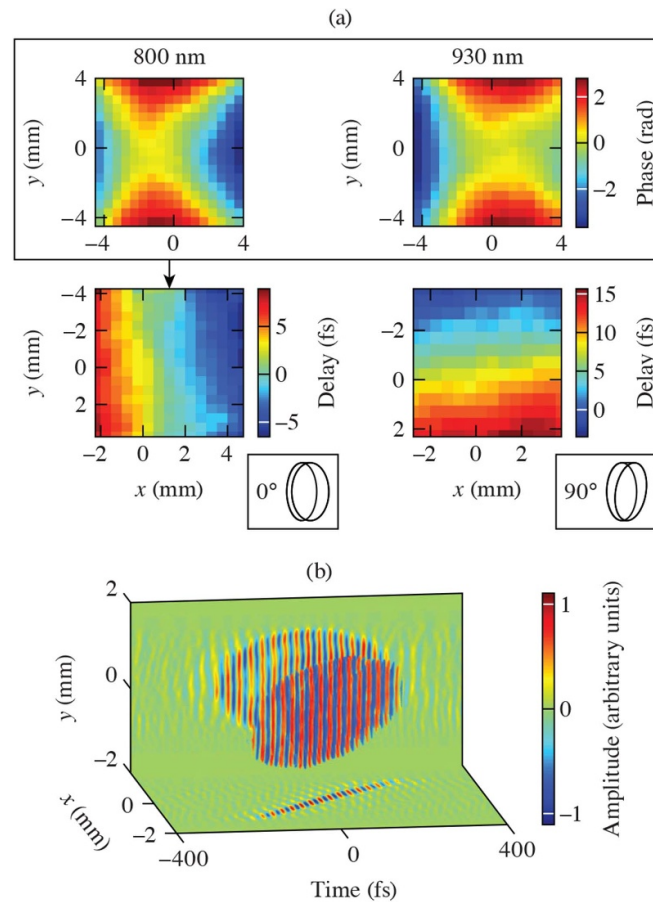 (a)
800 nm
930 nm
4
0
−4
y (mm)
−4 0 4
4
0
−4
y (mm)
−4 0 4
2
0
−2
Phase (rad)
−4
−2
0
2
y (mm)
−2 0 2 4
x (mm)
5
0
−5
Delay (fs)
−2
0
2
y (mm)
−2 0 2
x (mm)
15
10
5
0
Delay (fs)
0°
90°
(b)
2
0
−2
y (mm)
0
−2
x (mm)
−400
0
400
Time (fs)
1
0
−1
Amplitude (arbitrary units)